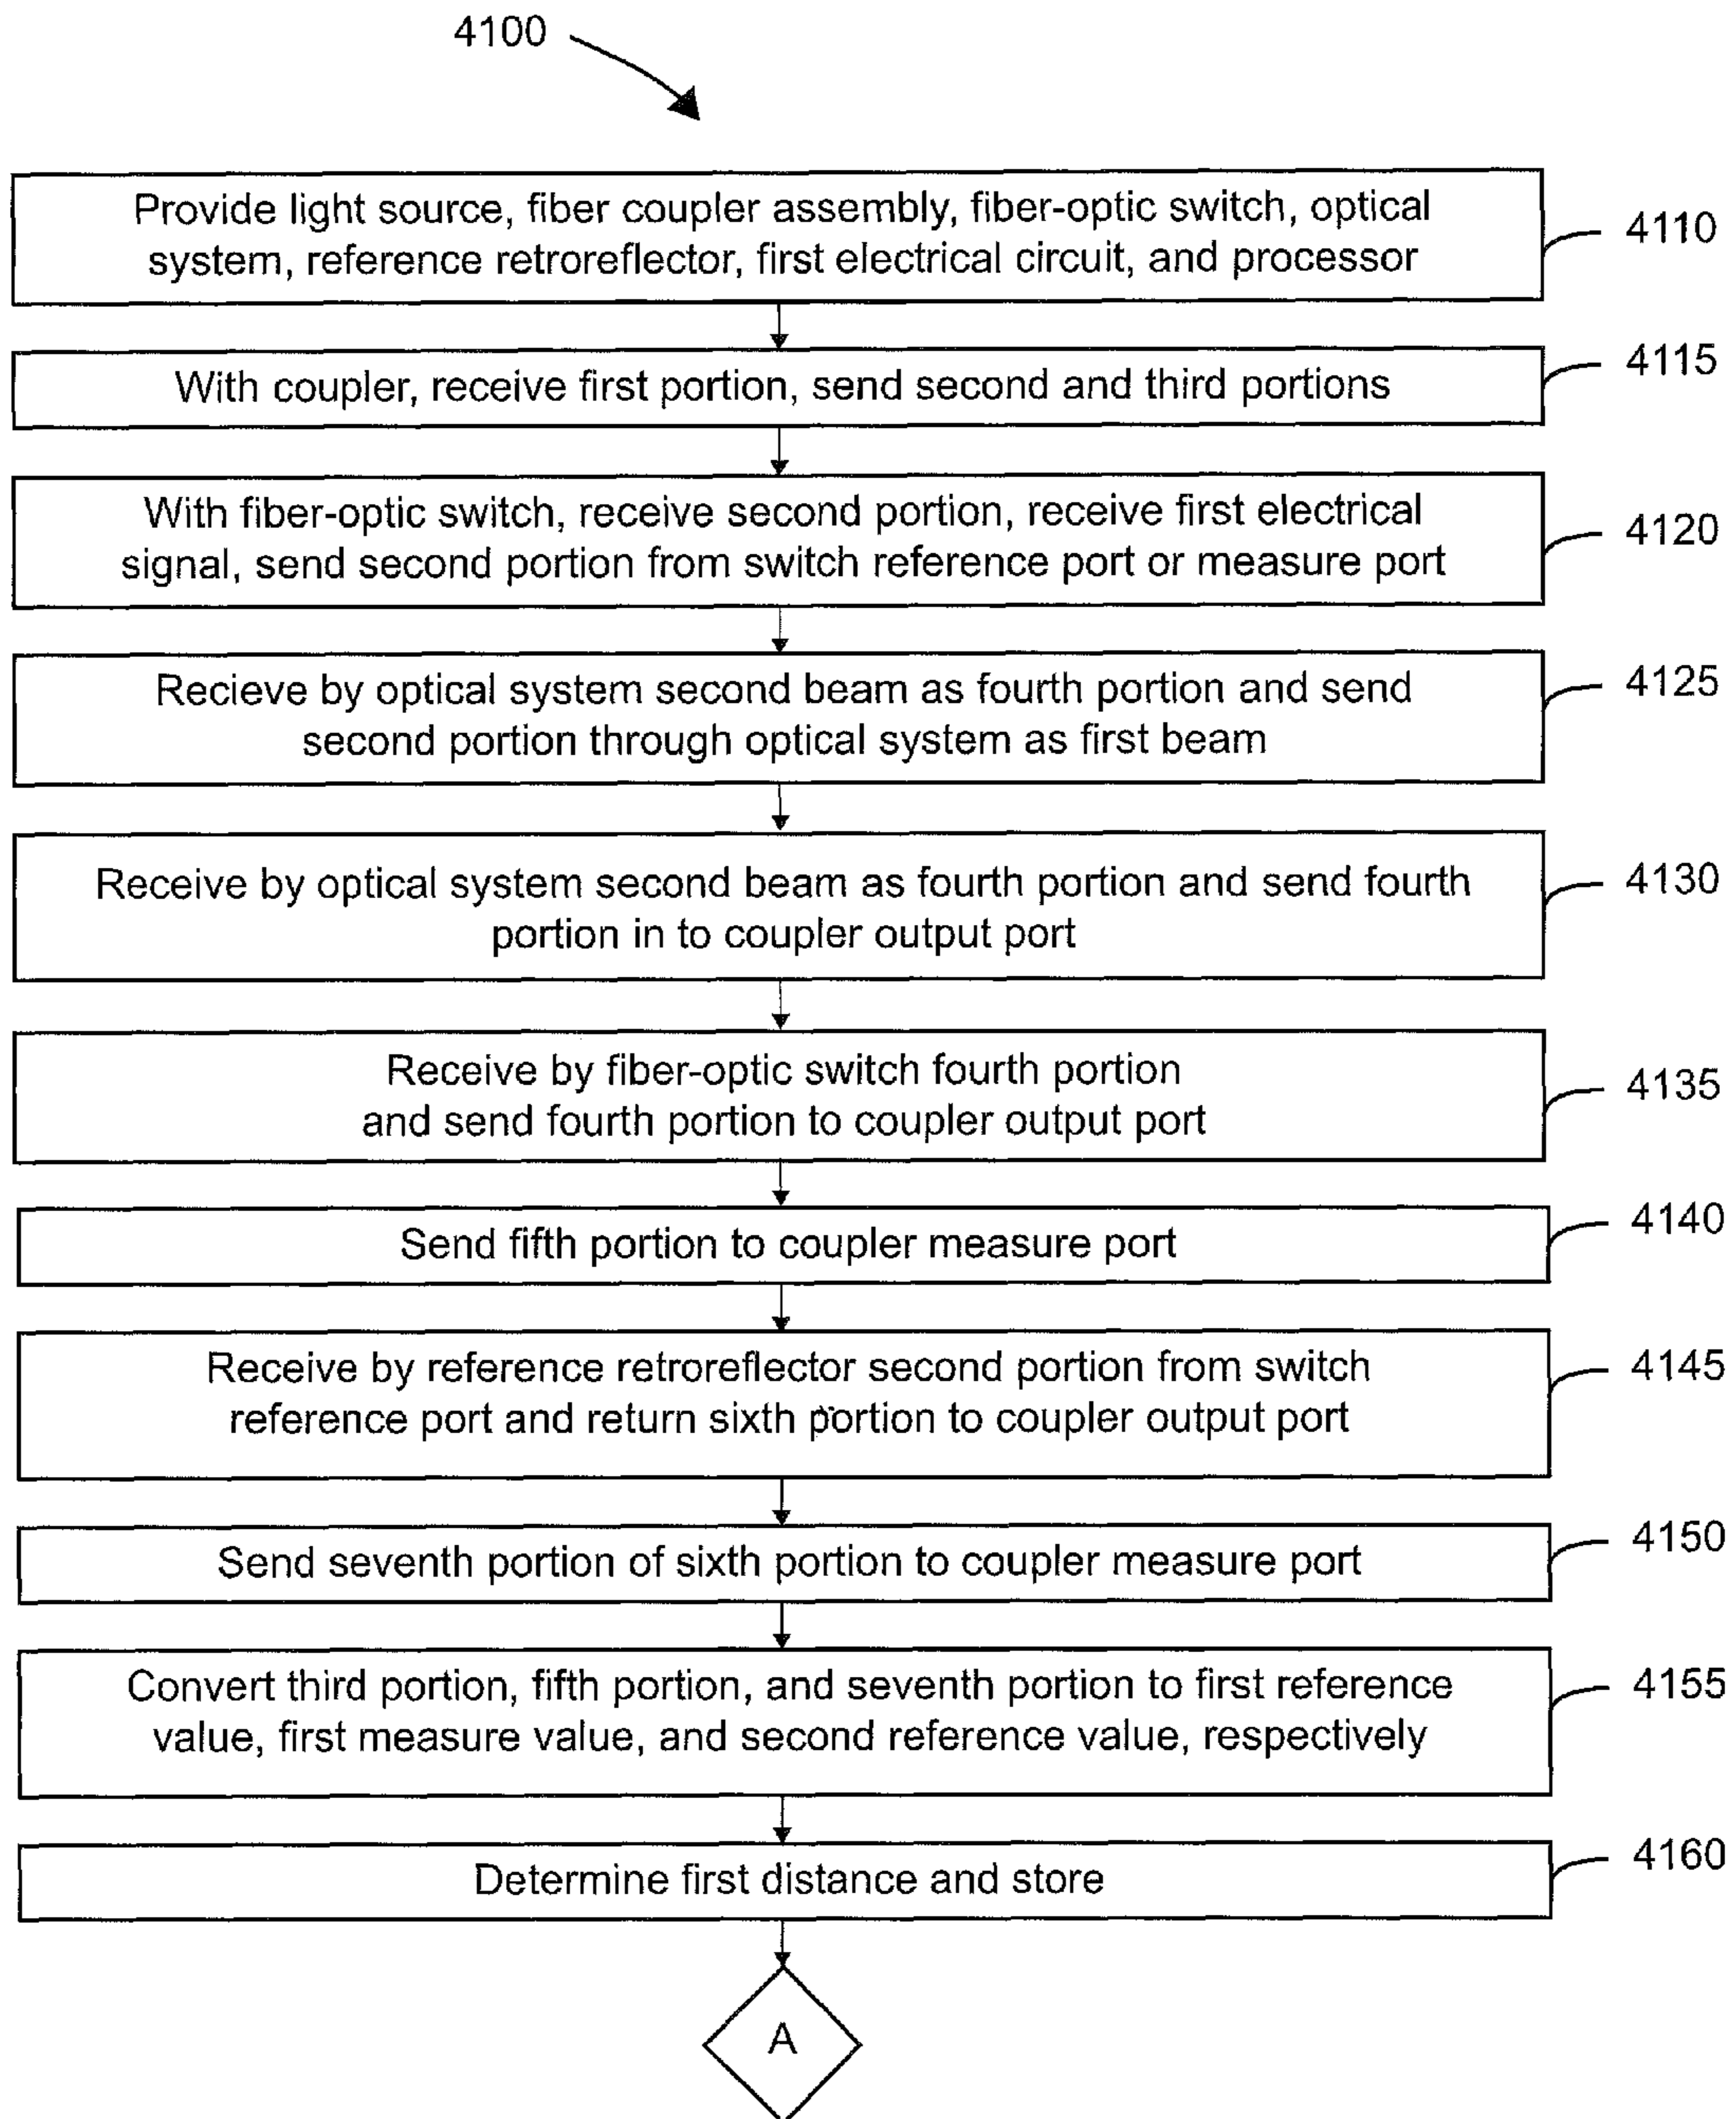 4100
Provide light source, fiber coupler assembly, fiber-optic switch, optical
system, reference retroreflector, first electrical circuit, and processor
4110
With coupler, receive first portion, send second and third portions
4115
With fiber-optic switch, receive second portion, receive first electrical
signal, send second portion from switch reference port or measure port
4120
Recieve by optical system second beam as fourth portion and send
second portion through optical system as first beam
4125
Receive by optical system second beam as fourth portion and send fourth
portion in to coupler output port
4130
Receive by fiber-optic switch fourth portion
and send fourth portion to coupler output port
4135
Send fifth portion to coupler measure port
4140
Receive by reference retroreflector second portion from switch
reference port and return sixth portion to coupler output port
4145
Send seventh portion of sixth portion to coupler measure port
4150
Convert third portion, fifth portion, and seventh portion to first reference
value, first measure value, and second reference value, respectively
4155
Determine first distance and store
4160
A